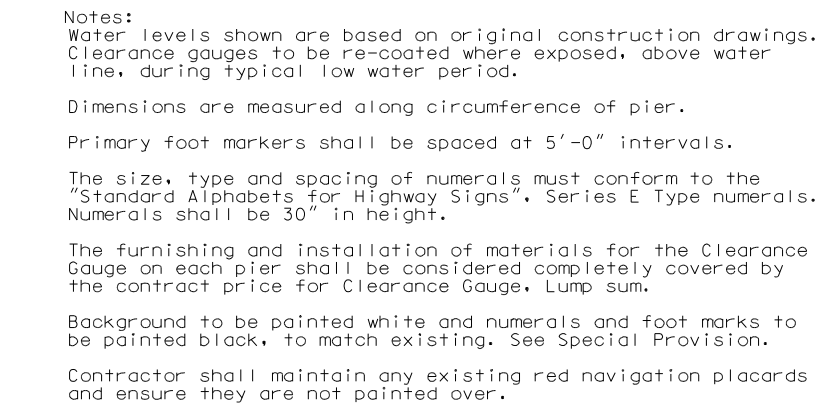 Notes:
Water levels shown are based on original construction drawings.
Clearance gauges to be re-coated where exposed, above water
line, during typical low water period.
Dimensions are measured along circumference of pier.
Primary foot markers shall be spaced at 5'-0" intervals.
The size, type and spacing of numerals must conform to the
"Standard Alphabets for Highway Signs", Series E Type numerals.
Numerals shall be 30" in height.
The furnishing and installation of materials for the Clearance
Gauge on each pier shall be considered completely covered by
the contract price for Clearance Gauge, Lump sum.
Background to be painted white and numerals and foot marks to
be painted black, to match existing. See Special Provision.
Contractor shall maintain any existing red navigation placards
and ensure they are not painted over.